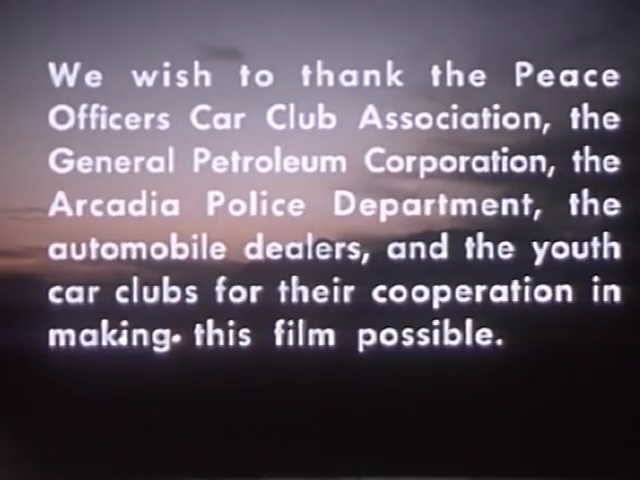 We wish to thank the Peace
Officers Car Club Association, the
General Petroleum Corporation, the
Arcadia Police Department, the
automobile dealers, and the youth
car clubs for their cooperation in
making this film possible.